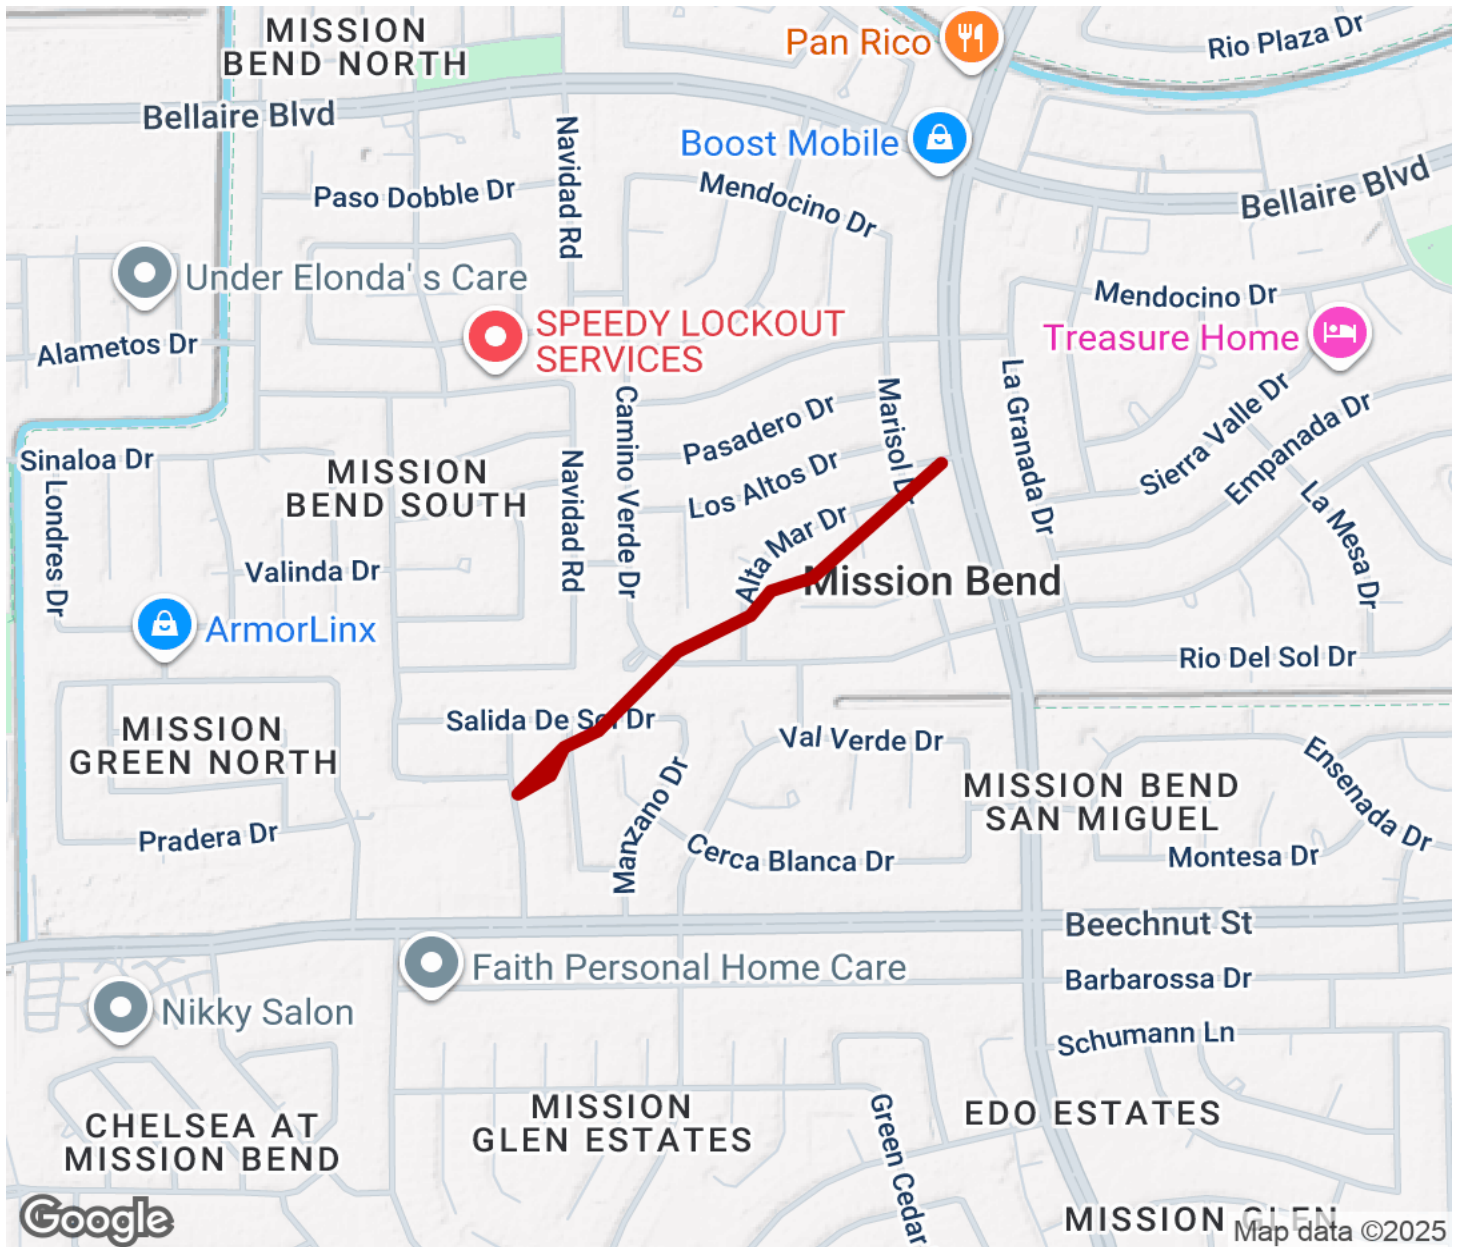 MISSION
BEND NORTH
Pan Rico
Rio Plaza Dr
Bellaire Blvd
Boost Mobile
Navidad Rd
Paso Dobble Dr
Mendocino Dr
Bellaire Blvd
Under Elonda' s Care
Mendocino Dr
SPEEDY LOCKOUT
SERVICES
Treasure Home
Alametos Dr
La Granada Dr
Camino Verde Dr
Pasadero Dr
Marisol Dr
Sierra Valle Dr
Empanada Dr
Sinaloa Dr
MISSION
BEND SOUTH
Navidad Rd
Los Altos Dr
Londres Dr
Alta Mar Dr
La Mesa Dr
Valinda Dr
Mission Bend
ArmorLinx
Rio Del Sol Dr
Salida De Sol Dr
MISSION
GREEN NORTH
Val Verde Dr
Ensenada Dr
MISSION BEND
SAN MIGUEL
Manzano Dr
Pradera Dr
Cerca Blanca Dr
Montesa Dr
Beechnut St
Faith Personal Home Care
Barbarossa Dr
Nikky Salon
Schumann Ln
MISSION
GLEN ESTATES
Green Cedar
EDO ESTATES
CHELSEA AT
MISSION BEND
MISSION GLEN
Google
Map data ©2025